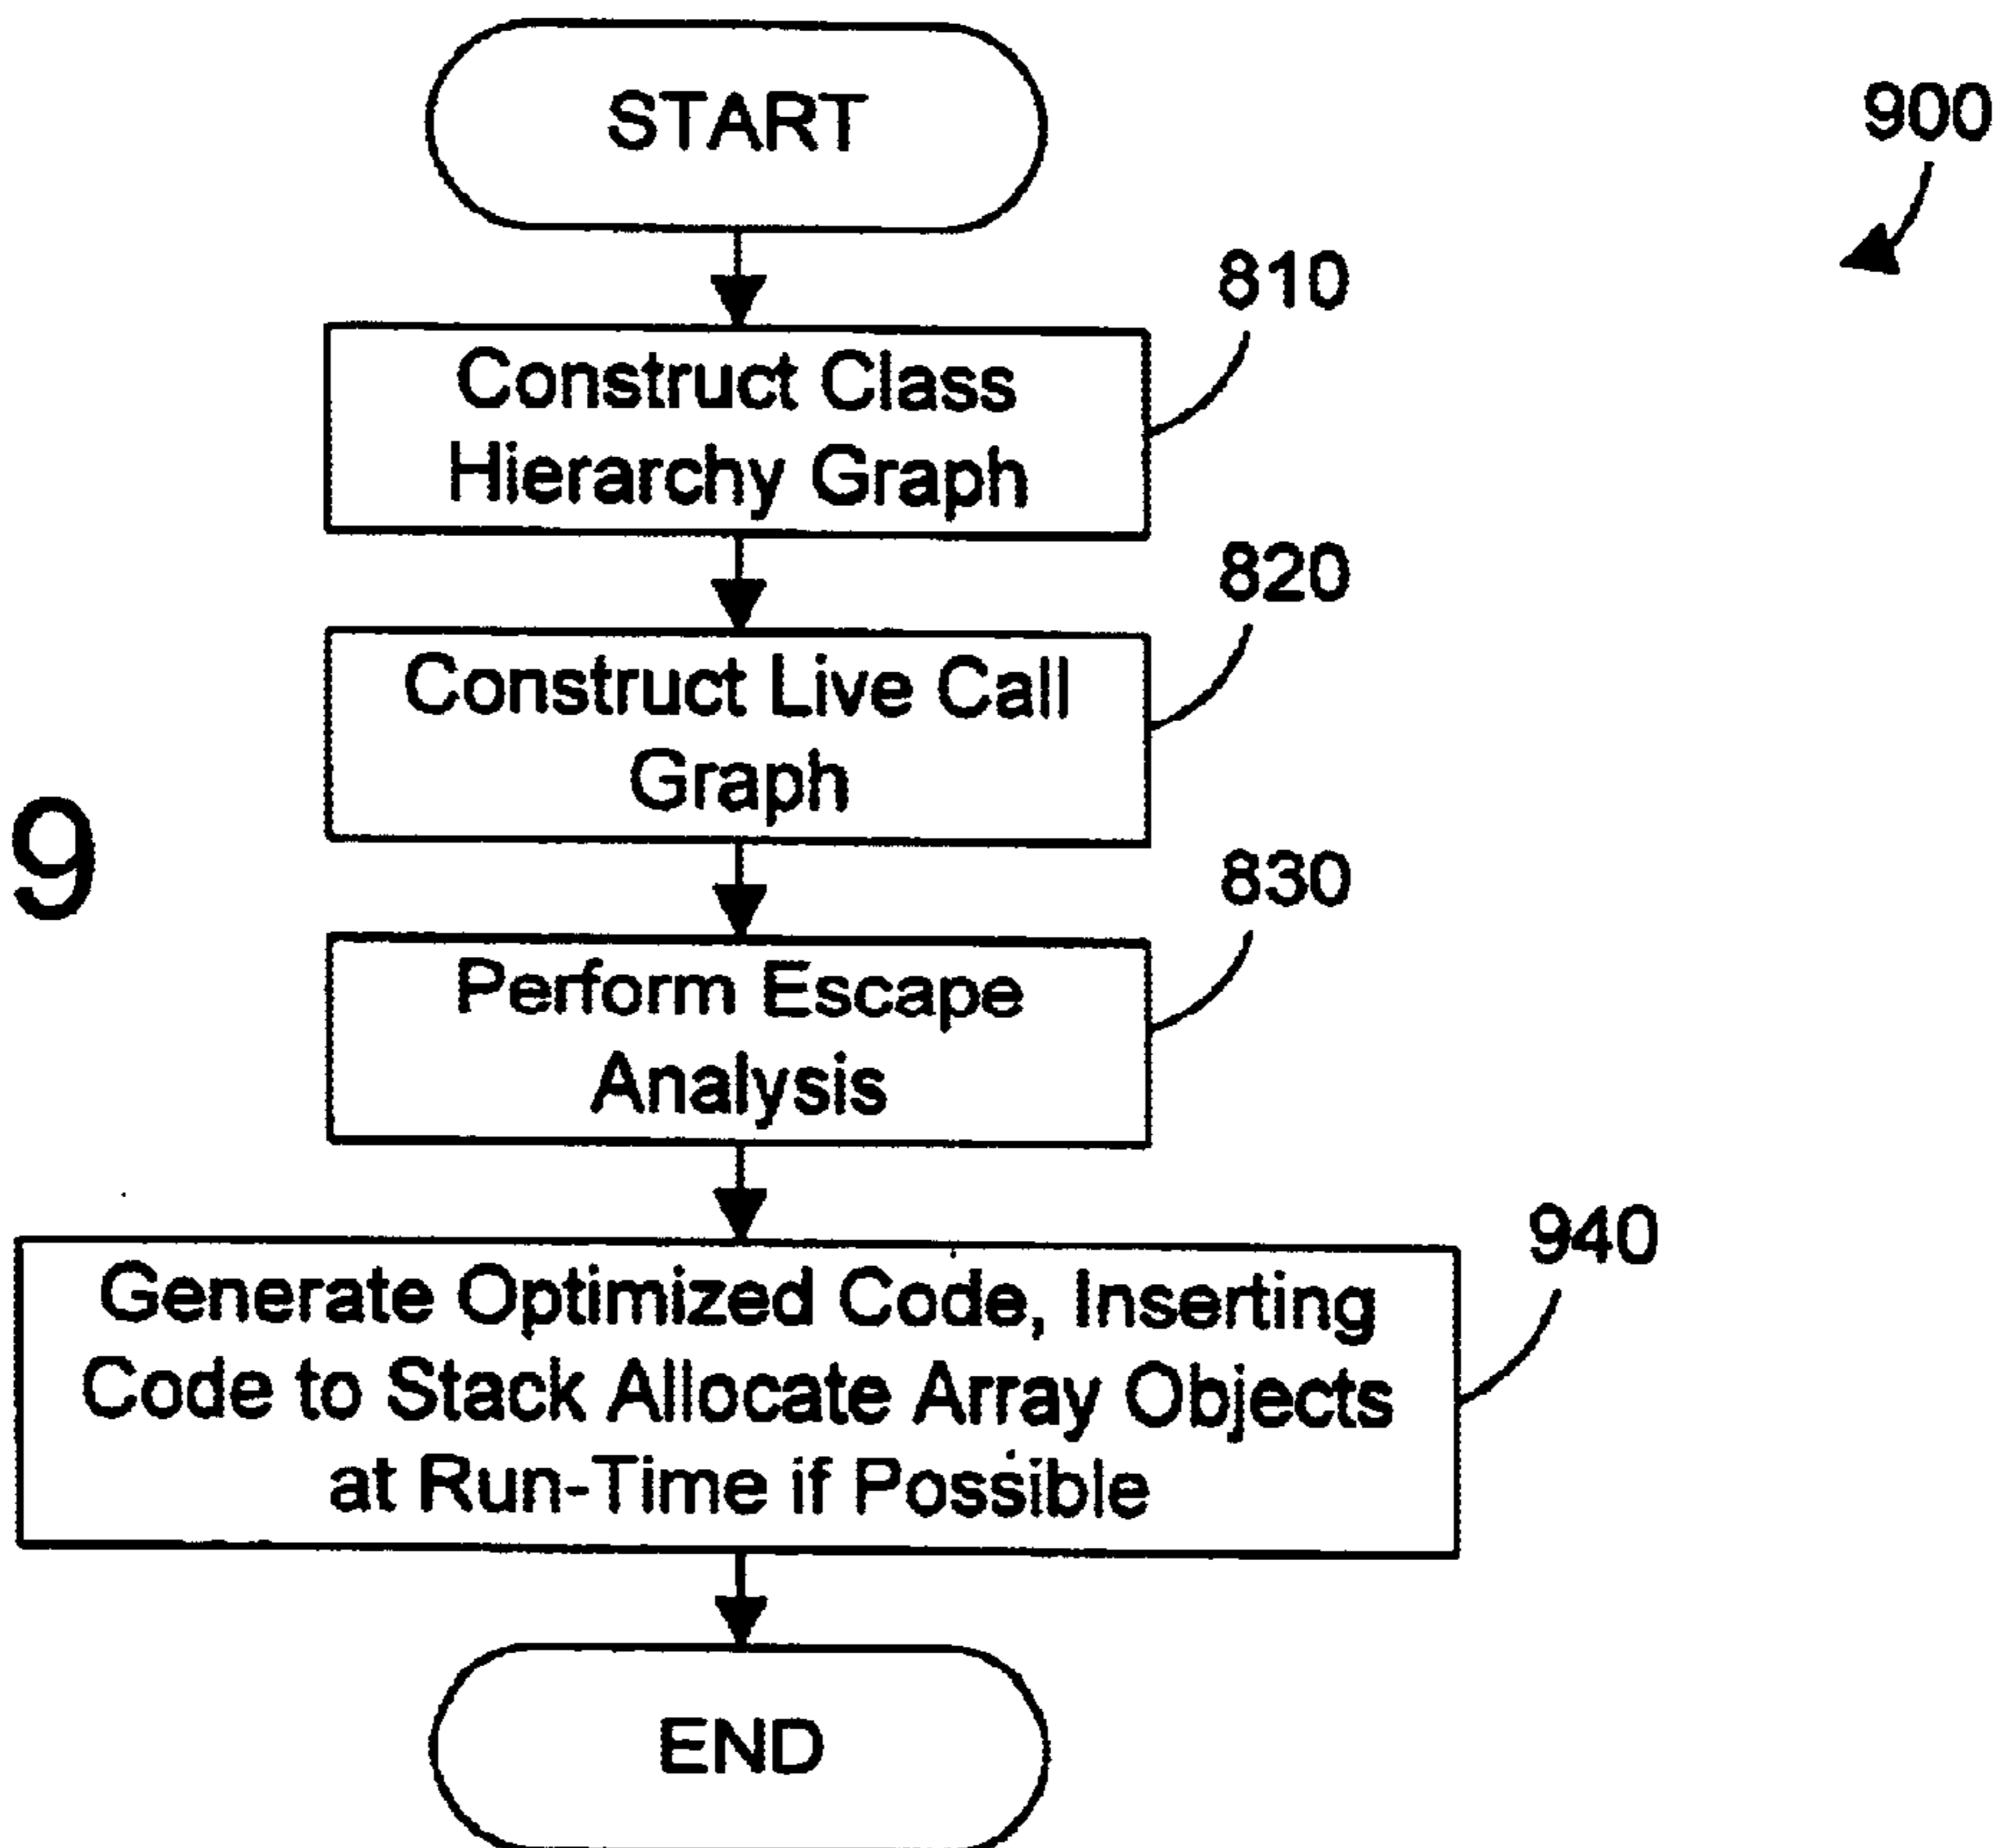 START
900
810
Construct Class
Hierarchy Graph
820
Construct Live Call
Graph
9
830
Perform Escape
Analysis
940
Generate Optimized Code, Inserting
Code to Stack Allocate Array Objects
at Run-Time if Possible
END